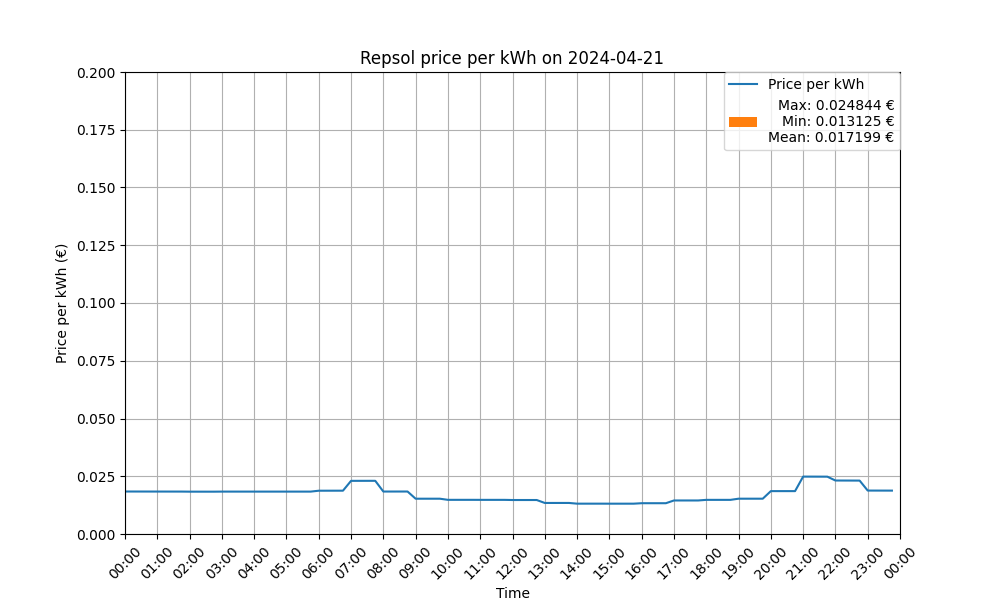 Repsol price per kWh on 2024-04-21
Price per kWh
Max: 0.024844 €
Min: 0.013125 €
Mean: 0.017199 €
0.200
0.175
0.150
0.125
0.100
0.075
0.050
0.025
0.000
Price per kWh (€)
00:00 01:00 02:00 03:00 04:00 05:00 06:00 07:00 08:00 09:00 10:00 11:00 12:00 13:00 14:00 15:00 16:00 17:00 18:00 19:00 20:00 21:00 22:00 23:00 00:00
Time